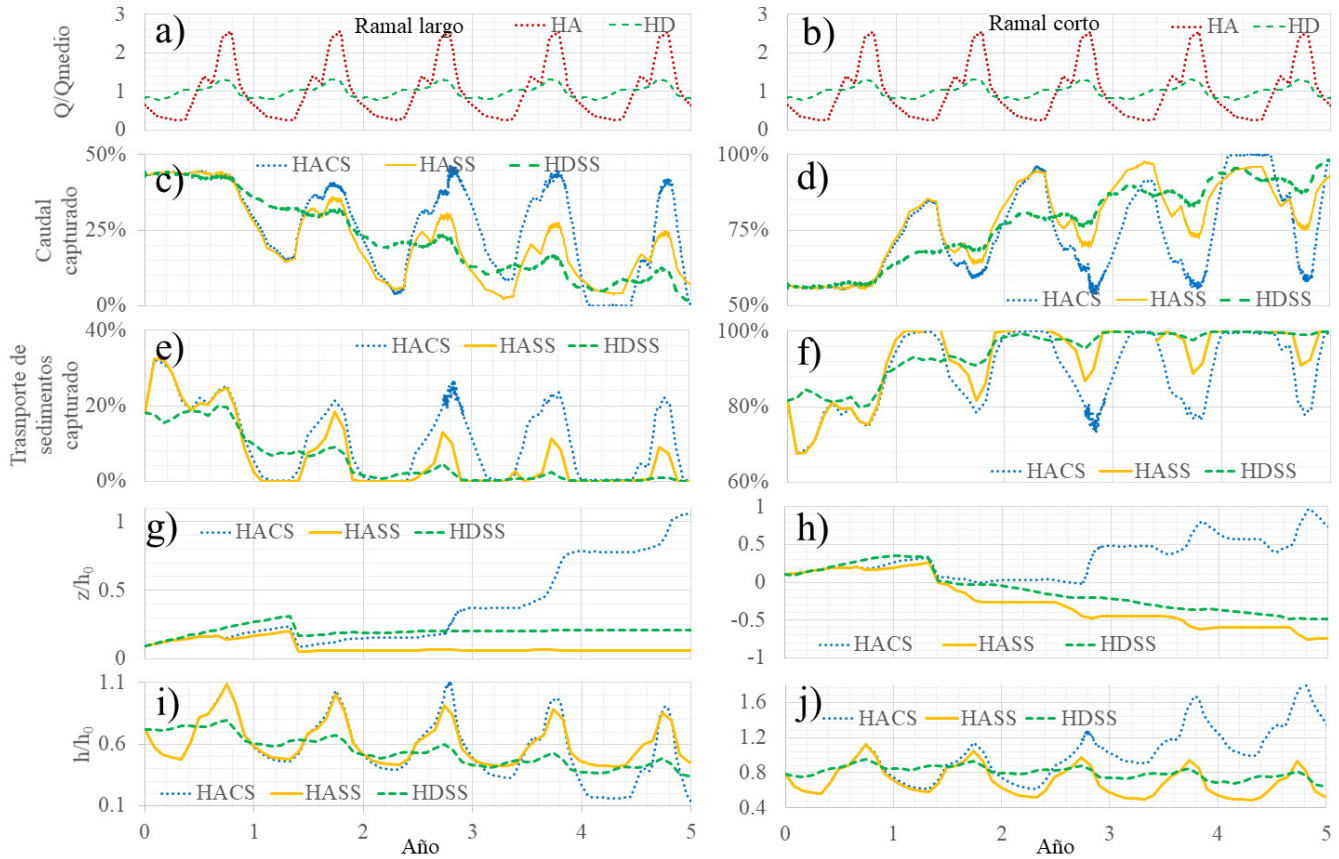 a)
Ramal largo
HA
HD
Q/Qmedio
3
2
1
0
b)
Ramal corto
HA
HD
3
2
1
0
c)
HACS
HASS
HDSS
Caudal
capturado
50%
25%
0%
d)
HACS
HASS
HDSS
100%
75%
50%
e)
HACS
HASS
HDSS
Trasnporte de
sedimentos
capturado
40%
20%
0%
f)
HACS
HASS
HDSS
100%
80%
60%
g)
HACS
HASS
HDSS
z/h0
1
0.5
0
h)
HACS
HASS
HDSS
1
0.5
0
-0.5
-1
i)
HACS
HASS
HDSS
h/h0
1.1
0.6
0.1
0
1
2
3
4
5
Año
j)
HACS
HASS
HDSS
1.6
1.2
0.8
0.4
0
1
2
3
4
5
Año